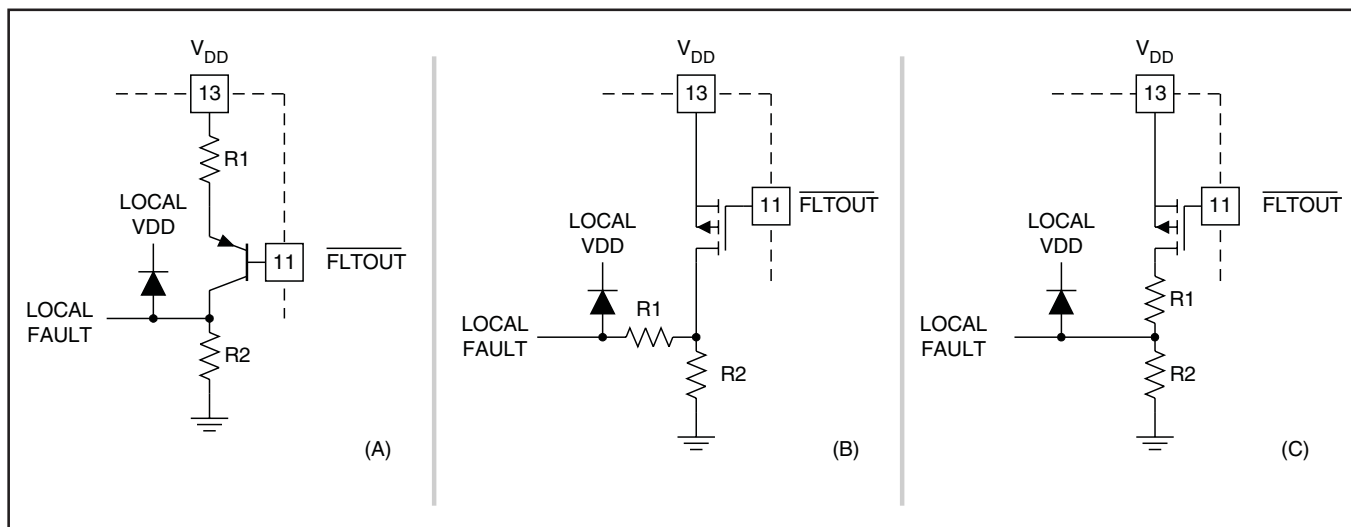 V_DD
13
R1
LOCAL
VDD
11
FLTOUT
LOCAL
FAULT
R2
(A)
V_DD
13
11
FLTOUT
LOCAL
VDD
R1
LOCAL
FAULT
R2
(B)
V_DD
13
11
FLTOUT
LOCAL
VDD
R1
LOCAL
FAULT
R2
(C)